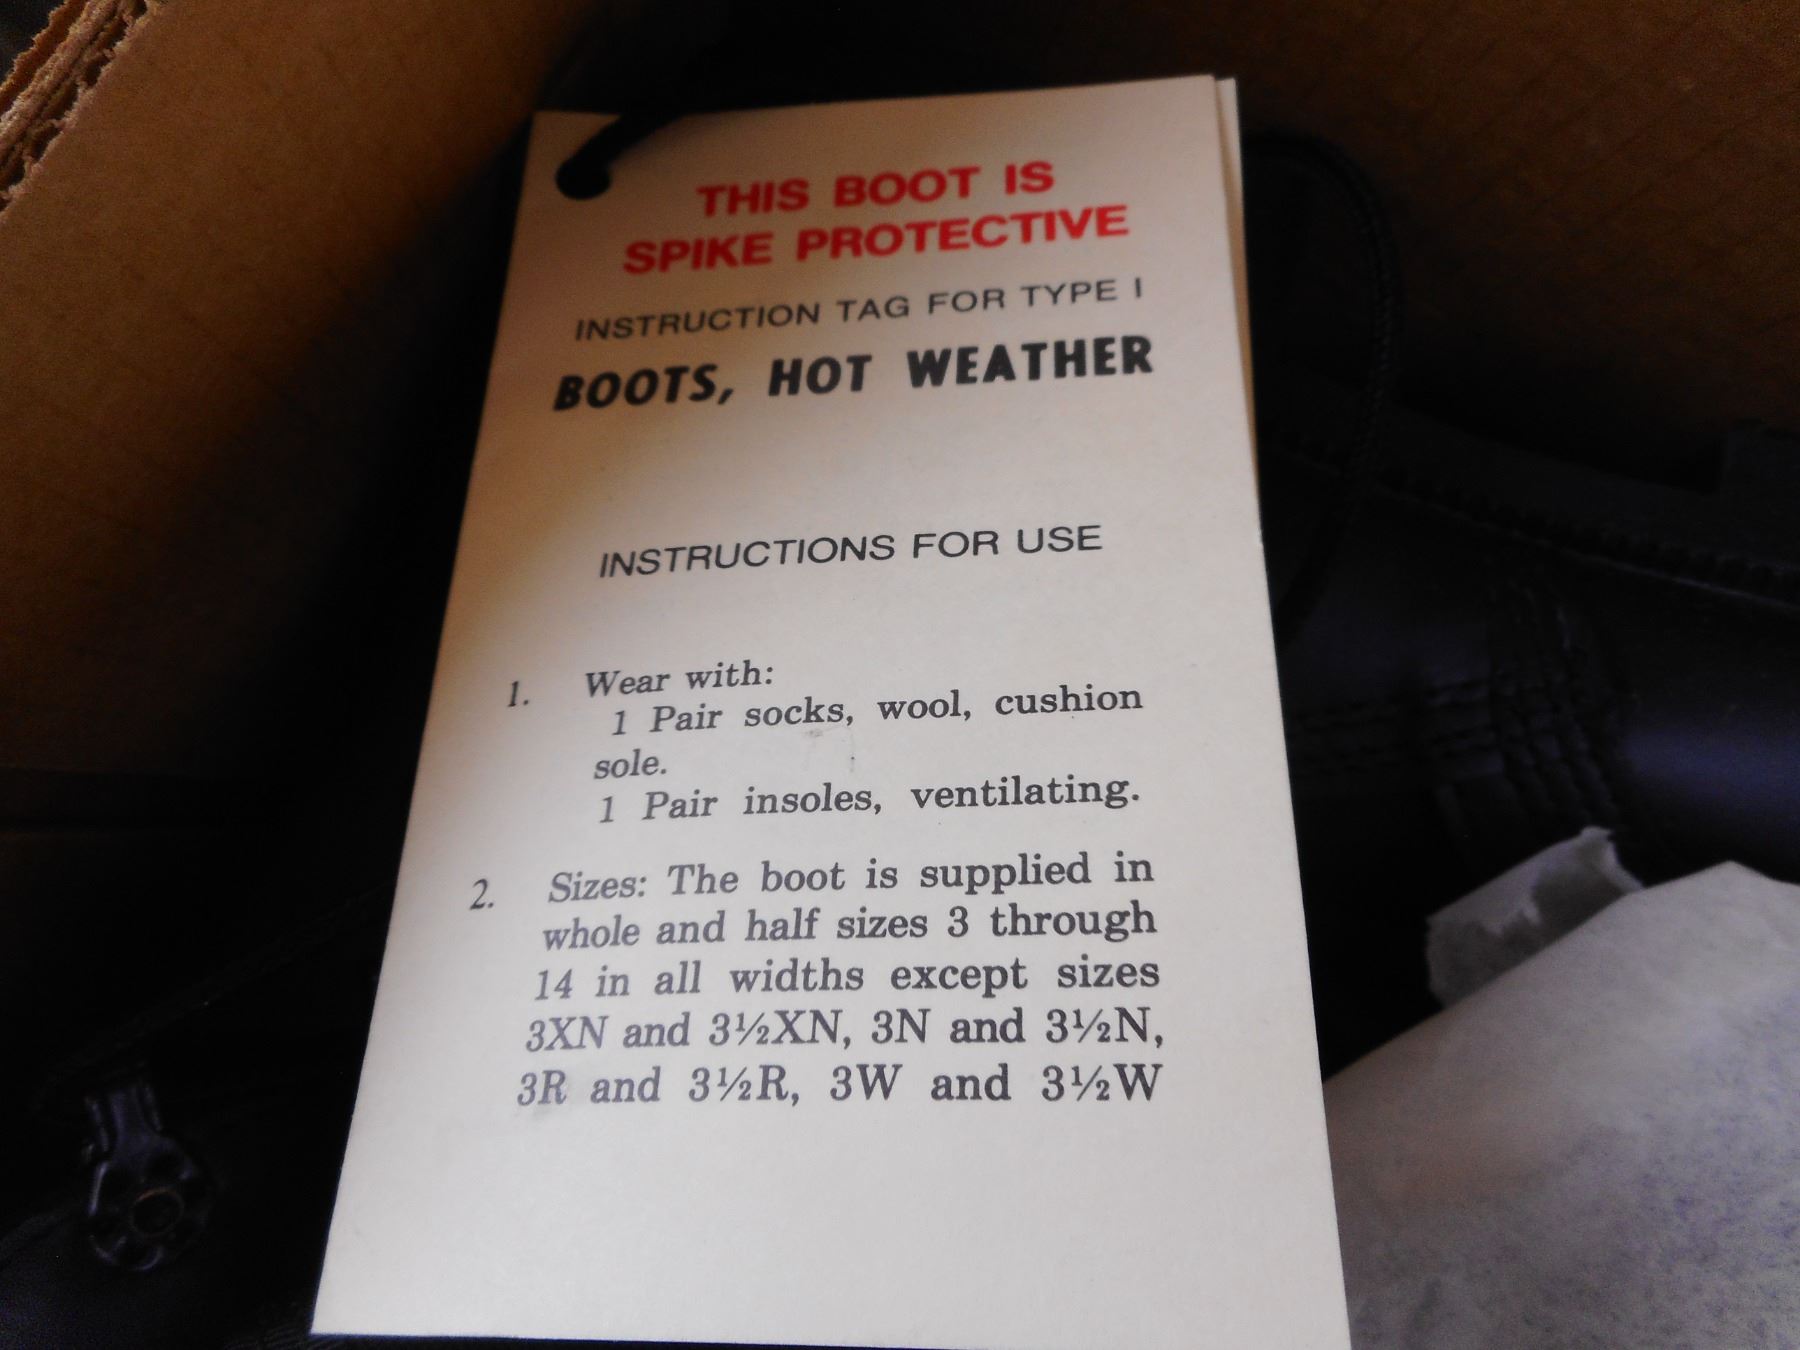 THIS BOOT IS
SPIKE PROTECTIVE
INSTRUCTION TAG FOR TYPE I
BOOTS, HOT WEATHER
INSTRUCTIONS FOR USE
1. Wear with:
1 Pair socks, wool, cushion
sole.
1 Pair insoles, ventilating.
2. Sizes: The boot is supplied in
whole and half sizes 3 through
14 in all widths except sizes
3XN and 3½XN, 3N and 3½N,
3R and 3½R, 3W and 3½W